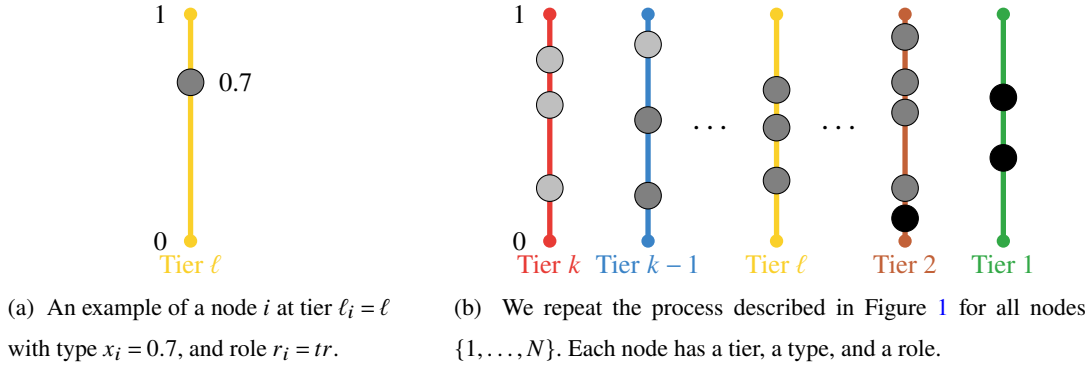 1
0.7
0
Tier ℓ
1
0
... ...
Tier k Tier k − 1 Tier ℓ Tier 2 Tier 1
(a) An example of a node i at tier ℓᵢ = ℓ
with type xᵢ = 0.7, and role rᵢ = tr.
(b) We repeat the process described in Figure 1 for all nodes
{1, . . . , N}. Each node has a tier, a type, and a role.